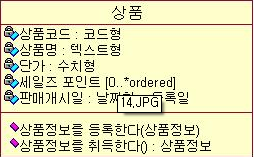 상품
상품코드 : 코드형
상품명 : 텍스트형
단가 : 수치형
세일즈 포인트 [0..*ordered]
판매개시일 : 날짜 등록일
14.JPG
상품정보를 등록한다(상품정보)
상품정보를 취득한다() : 상품정보